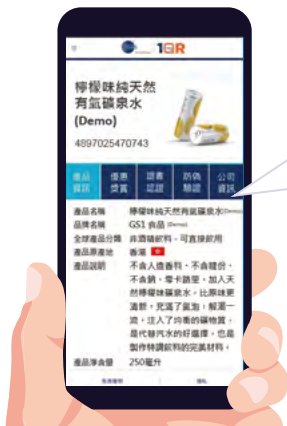 1QR
檸檬味純天然
有氣礦泉水
(Demo)
4897025470743
產品 優惠 證書 防偽 公司
資訊 獎賞 認證 驗證 資訊
產品名稱 檸檬味純天然有氣礦泉水(Demo)
品牌名稱 GS1 食品 (Demo)
全球產品分類 非酒精飲料 - 可直接飲用
產品原產地 香港
產品說明 不含人造香料、不含糖份、
不含鈉、零卡路里。加入天
然檸檬味礦泉水，比原味更
清新，充滿了氣泡，解渴一
流，注入了均衡的礦物質，
是代替汽水的好選擇，也是
製作特調飲料的完美材料。
產品淨含量 250毫升